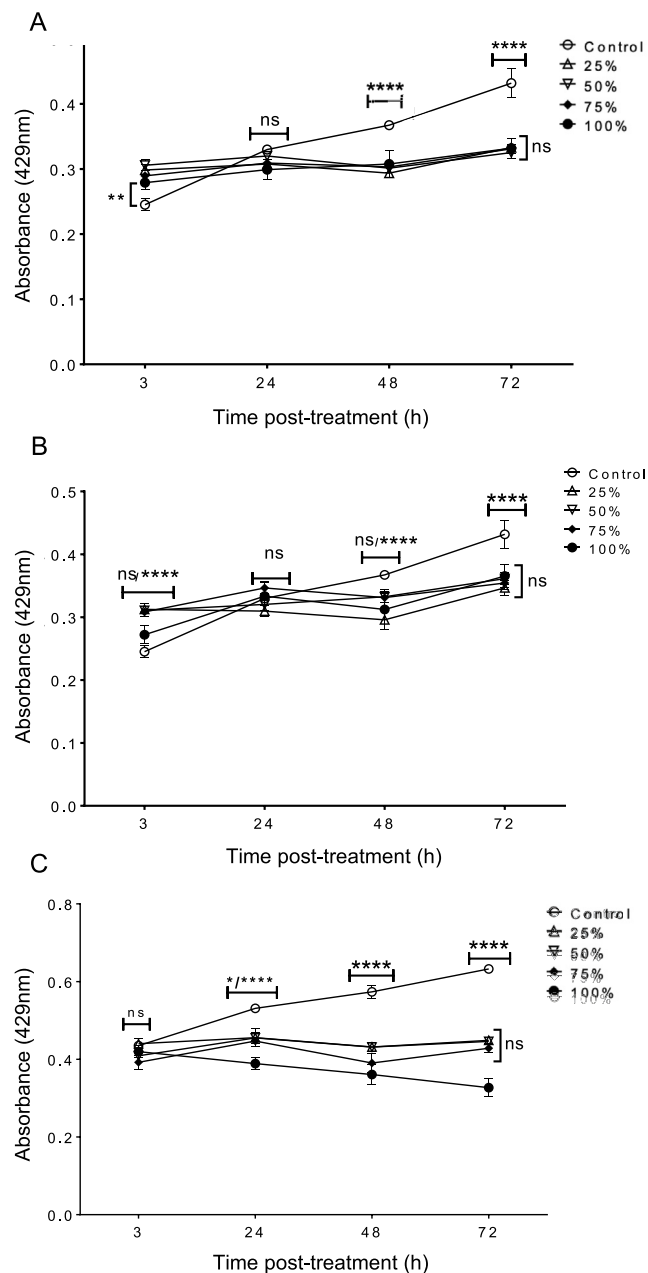 A
****
Control
25%
50%
75%
100%
0.4
****
ns
0.3
ns
**
0.2
0.1
0.0
3 24 48 72
Absorbance (429nm)
Time post-treatment (h)
B
Control
25%
50%
75%
100%
0.5
****
ns/****
0.4
ns
ns/****
ns
0.3
0.2
0.1
0.0
3 24 48 72
Absorbance (429nm)
Time post-treatment (h)
C
0.8
Control
25%
50%
75%
100%
****
****
*/****
0.6
ns
ns
0.4
0.2
0.0
3 24 48 72
Absorbance (429nm)
Time post-treatment (h)